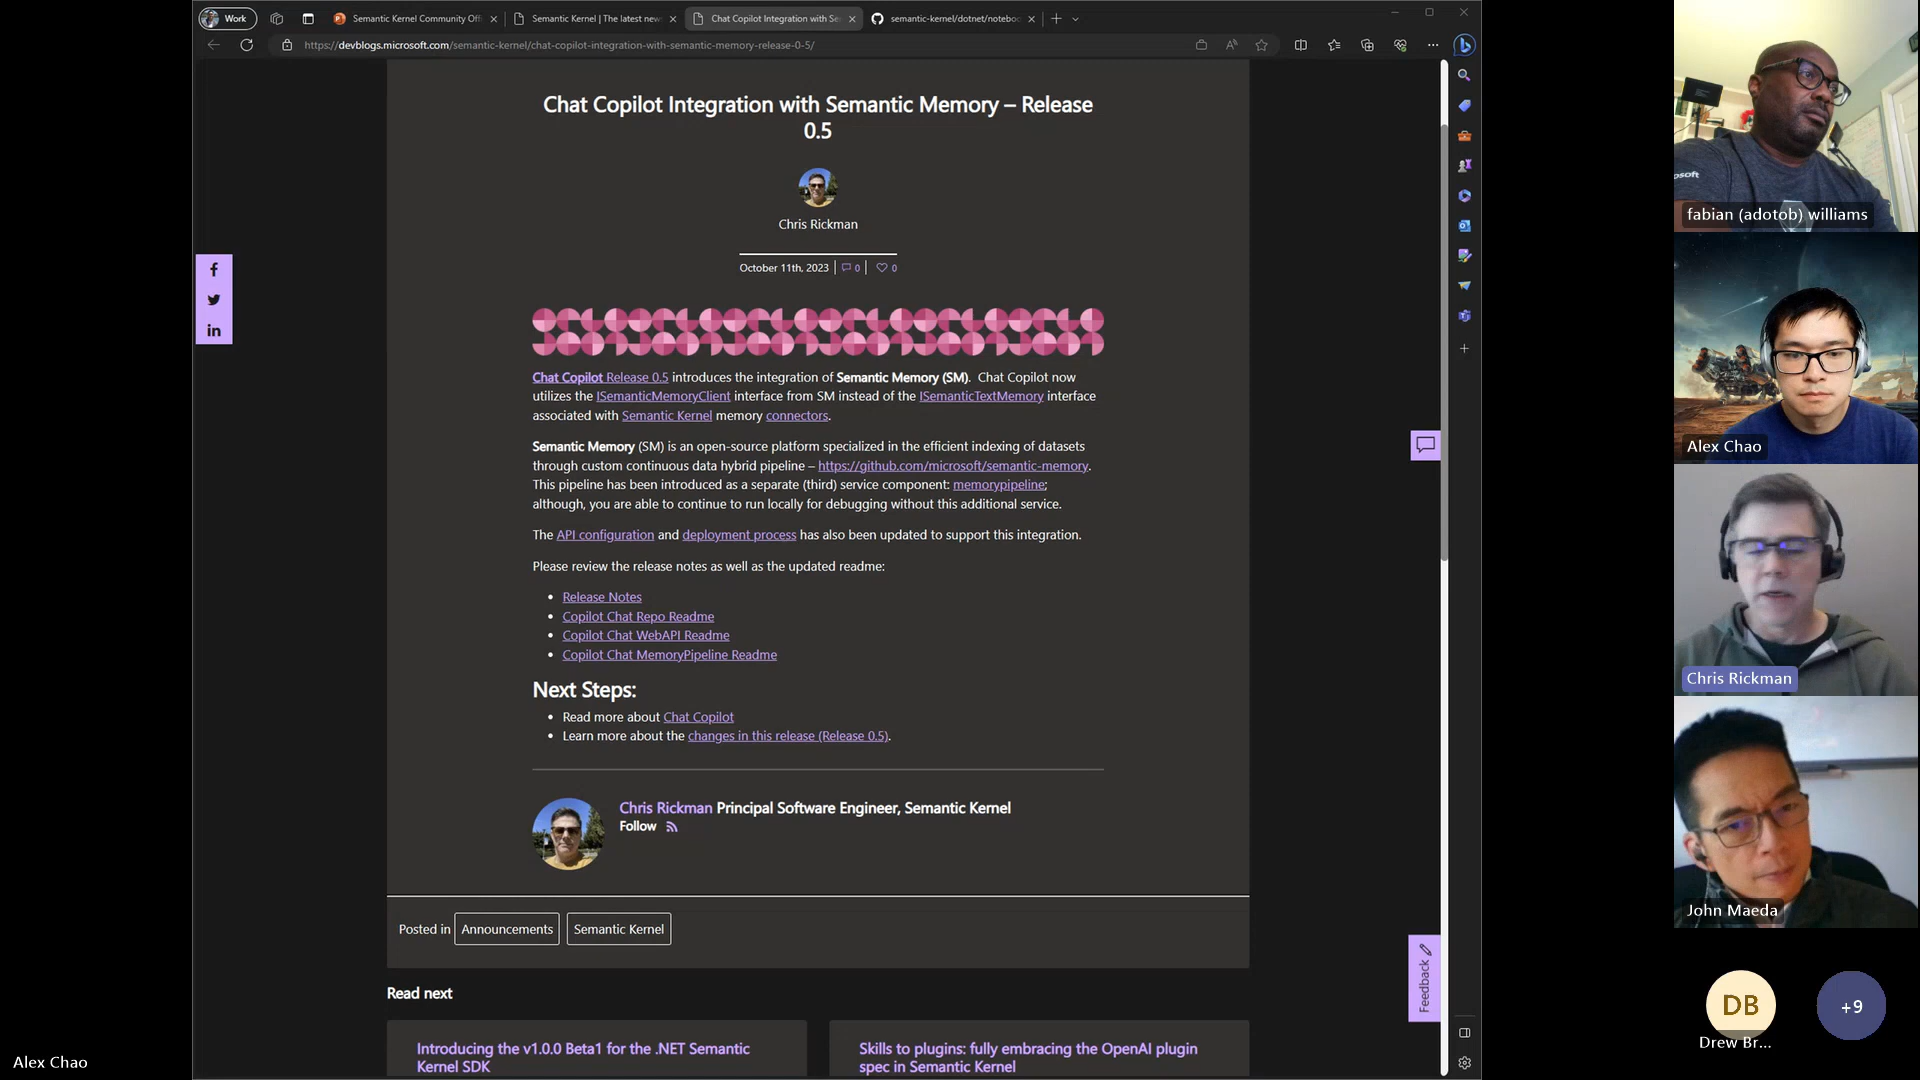 Work
Semantic Kernel Community Offi
Semantic Kernel | The latest new
Chat Copilot Integration with Se
semantic-kernel/dotnet/noteboo
https://devblogs.microsoft.com/semantic-kernel/chat-copilot-integration-with-semantic-memory-release-0-5/
Chat Copilot Integration with Semantic Memory – Release
0.5
Chris Rickman
October 11th, 2023 0 0
Chat Copilot Release 0.5 introduces the integration of Semantic Memory (SM). Chat Copilot now
utilizes the ISemanticMemoryClient interface from SM instead of the ISemanticTextMemory interface
associated with Semantic Kernel memory connectors.
Semantic Memory (SM) is an open-source platform specialized in the efficient indexing of datasets
through custom continuous data hybrid pipeline – https://github.com/microsoft/semantic-memory.
This pipeline has been introduced as a separate (third) service component: memorypipeline;
although, you are able to continue to run locally for debugging without this additional service.
The API configuration and deployment process has also been updated to support this integration.
Please review the release notes as well as the updated readme:
• Release Notes
• Copilot Chat Repo Readme
• Copilot Chat WebAPI Readme
• Copilot Chat MemoryPipeline Readme
Next Steps:
• Read more about Chat Copilot
• Learn more about the changes in this release (Release 0.5).
Chris Rickman Principal Software Engineer, Semantic Kernel
Follow
Posted in Announcements Semantic Kernel
Read next
Introducing the v1.0.0 Beta1 for the .NET Semantic
Kernel SDK
Skills to plugins: fully embracing the OpenAI plugin
spec in Semantic Kernel
Feedback
osoft
fabian (adotob) williams
Alex Chao
Chris Rickman
John Maeda
DB
Drew Br...
+9
Alex Chao